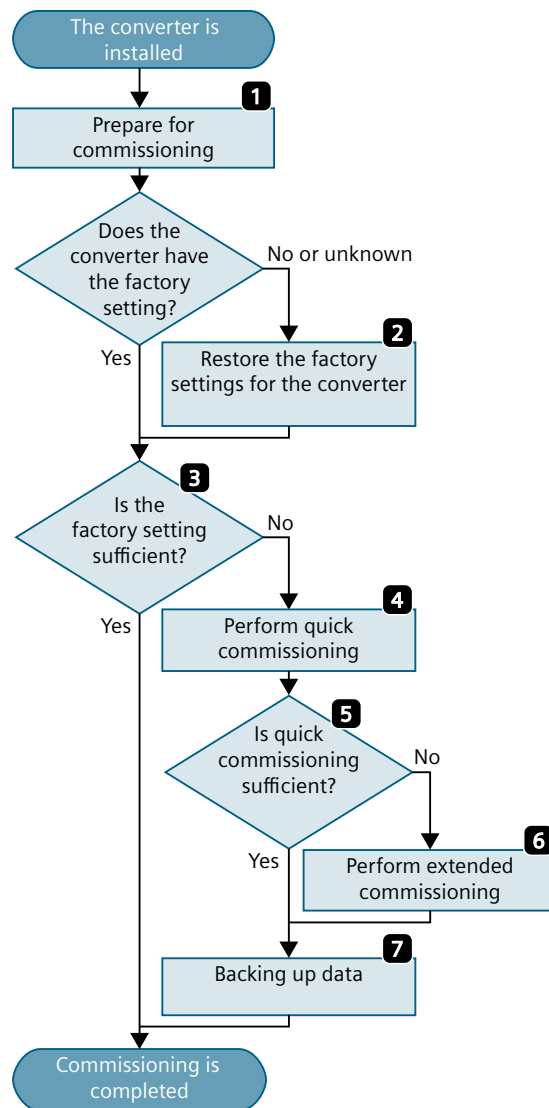 The converter is
installed
1
Prepare for
commissioning
Does the
converter have
the factory
setting?
No or unknown
Yes
2
Restore the factory
settings for the converter
3
Is the
factory setting
sufficient?
No
Yes
4
Perform quick
commissioning
5
Is quick
commissioning
sufficient?
No
Yes
6
Perform extended
commissioning
7
Backing up data
Commissioning is
completed